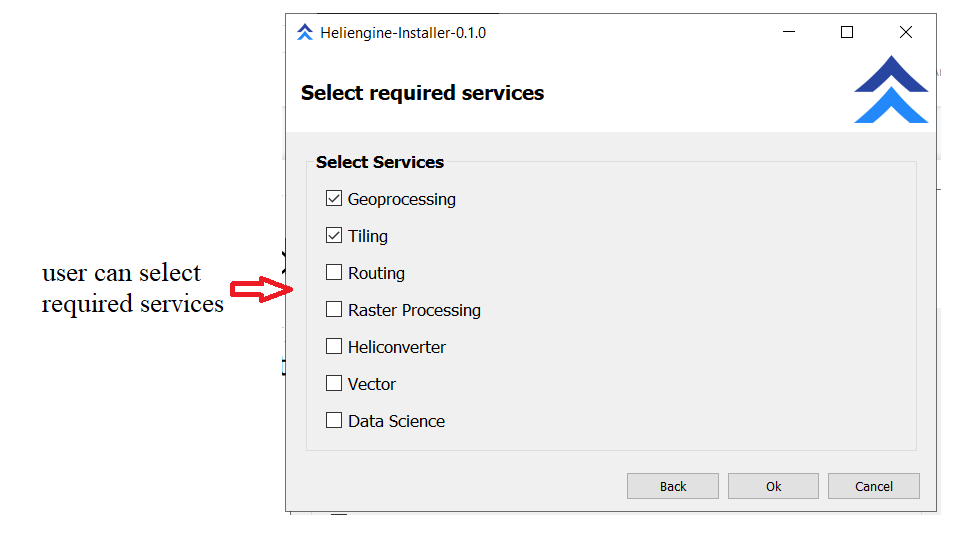 Heliengine-Installer-0.1.0
Select required services
Select Services
Geoprocessing
Tiling
Routing
Raster Processing
Heliconverter
Vector
Data Science
user can select
required services
Back
Ok
Cancel